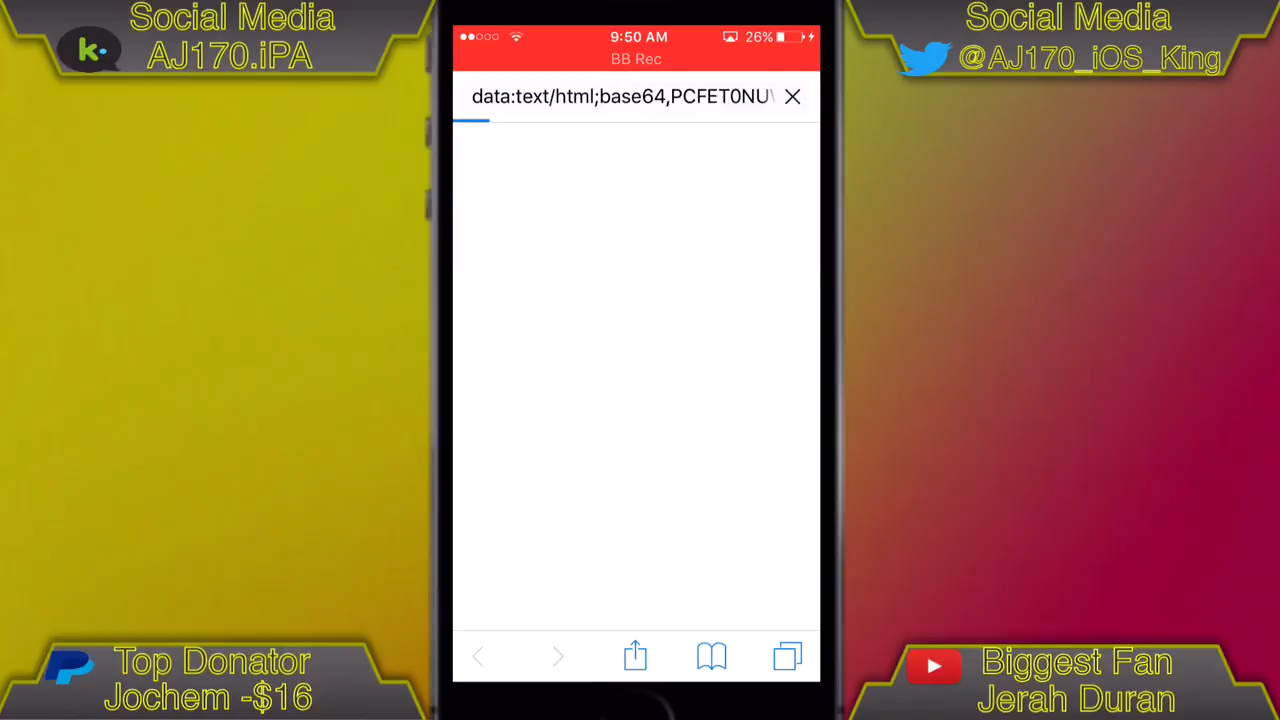 Social Media
AJ170.iPA
k.
Social Media
@AJ170_iOS_King
9:50 AM
26%
BB Rec
data:text/html;base64,PCFET0NU
Top Donator
Jochem -$16
Biggest Fan
Jerah Duran